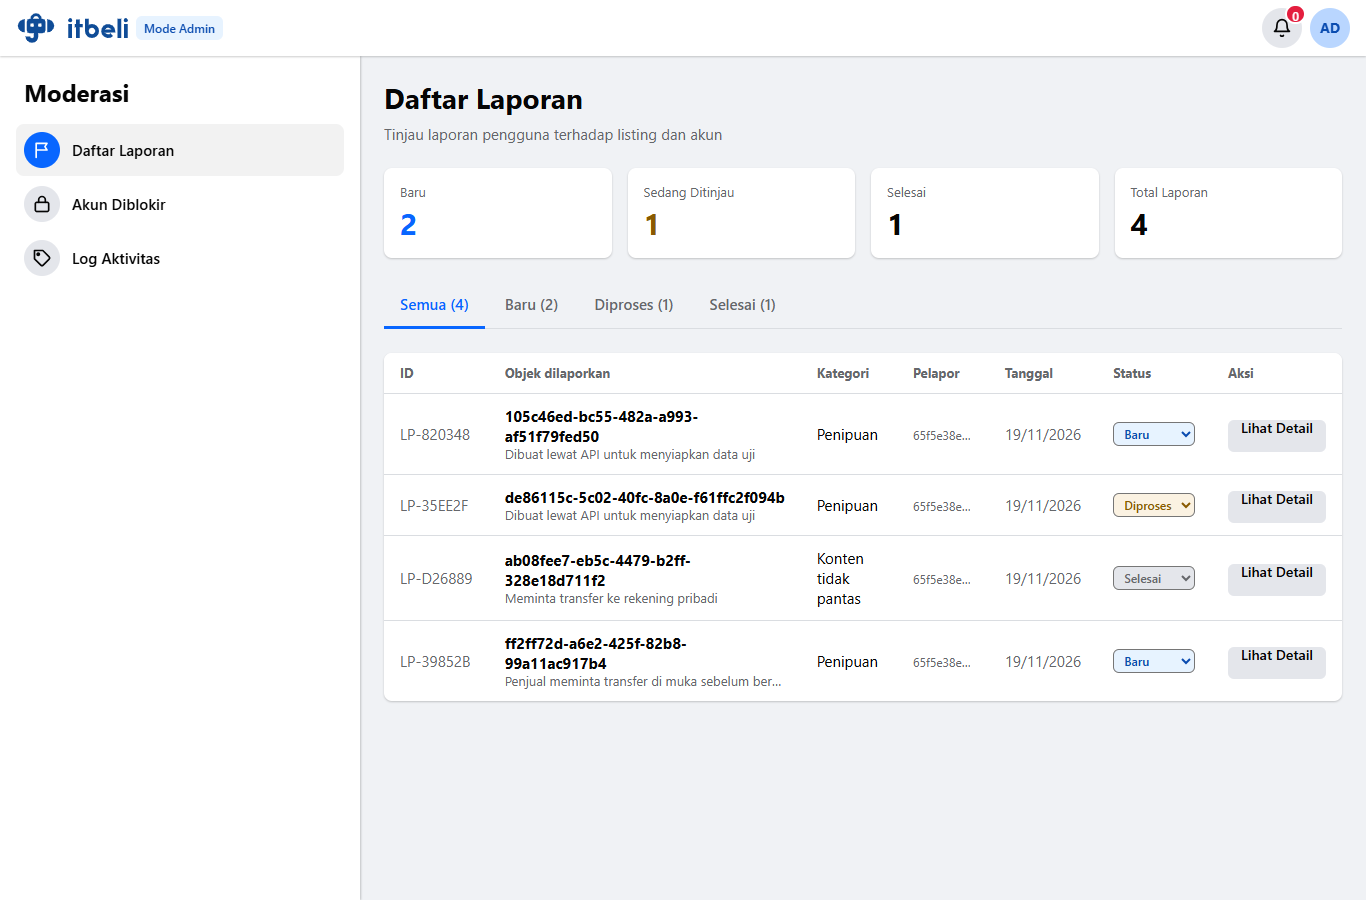 itbeli Mode Admin 0 AD
Moderasi
Daftar Laporan
Akun Diblokir
Log Aktivitas
Daftar Laporan
Tinjau laporan pengguna terhadap listing dan akun
Baru
2
Sedang Ditinjau
1
Selesai
1
Total Laporan
4
Semua (4) Baru (2) Diproses (1) Selesai (1)
ID Objek dilaporkan Kategori Pelapor Tanggal Status Aksi
LP-820348
105c46ed-bc55-482a-a993-
af51f79fed50
Dibuat lewat API untuk menyiapkan data uji
Penipuan 65f5e38e... 19/11/2026 Baru Lihat Detail
LP-35EE2F
de86115c-5c02-40fc-8a0e-f61ffc2f094b
Dibuat lewat API untuk menyiapkan data uji
Penipuan 65f5e38e... 19/11/2026 Diproses Lihat Detail
LP-D26889
ab08fee7-eb5c-4479-b2ff-
328e18d711f2
Meminta transfer ke rekening pribadi
Konten
tidak
pantas
65f5e38e... 19/11/2026 Selesai Lihat Detail
LP-39852B
ff2ff72d-a6e2-425f-82b8-
99a11ac917b4
Penjual meminta transfer di muka sebelum ber...
Penipuan 65f5e38e... 19/11/2026 Baru Lihat Detail